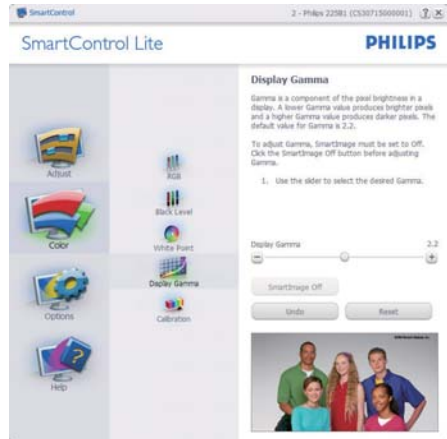 SmartControl
2 - Philips 225B1 (CS30715000001)
SmartControl Lite
PHILIPS
Adjust
Color
Options
Help
RGB
Black Level
White Point
Display Gamma
Calibration
Display Gamma
Gamma is a component of the pixel brightness in a
display. A lower Gamma value produces brighter pixels
and a higher Gamma value produces darker pixels. The
default value for Gamma is 2.2.
To adjust Gamma, SmartImage must be set to Off.
Click the SmartImage Off button before adjusting
Gamma.
1. Use the slider to select the desired Gamma.
Display Gamma
2.2
SmartImage Off
Undo
Reset